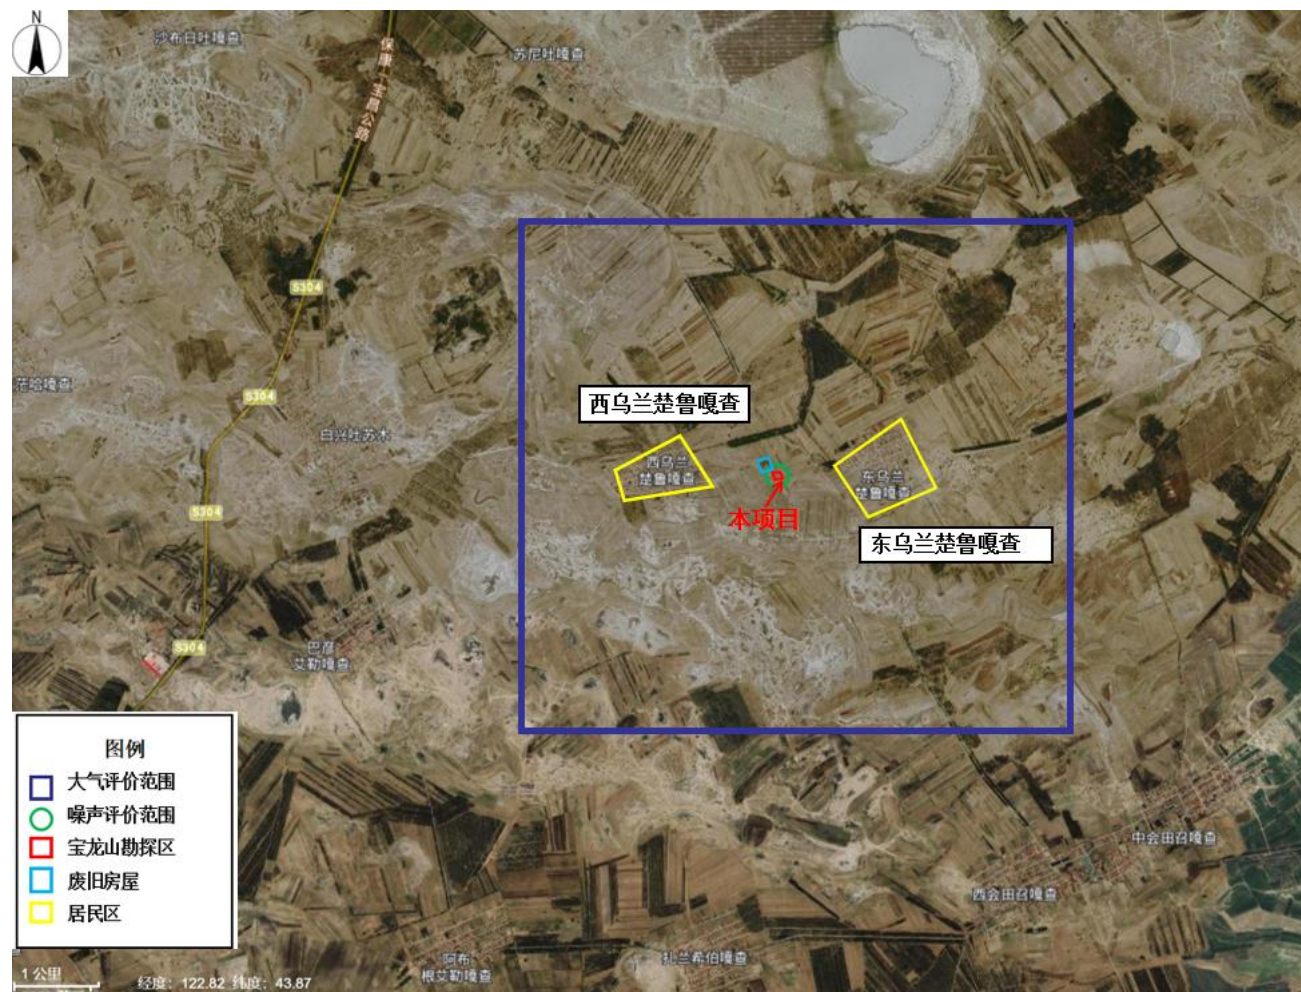 N
沙布日吐嘎查
苏尼吐嘎查
保康—宝昌公路
S304
茫哈嘎查
S304
白兴吐苏木
西乌兰楚鲁嘎查
西乌兰
楚鲁嘎查
东乌兰
楚鲁嘎查
本项目
东乌兰楚鲁嘎查
S304
S304
巴彦
艾勒嘎查
图例
大气评价范围
噪声评价范围
宝龙山勘探区
废旧房屋
居民区
中会田召嘎查
西会田召嘎查
阿布
根艾勒嘎查
扎兰希伯嘎查
1 公里
经度：122.82 纬度：43.87